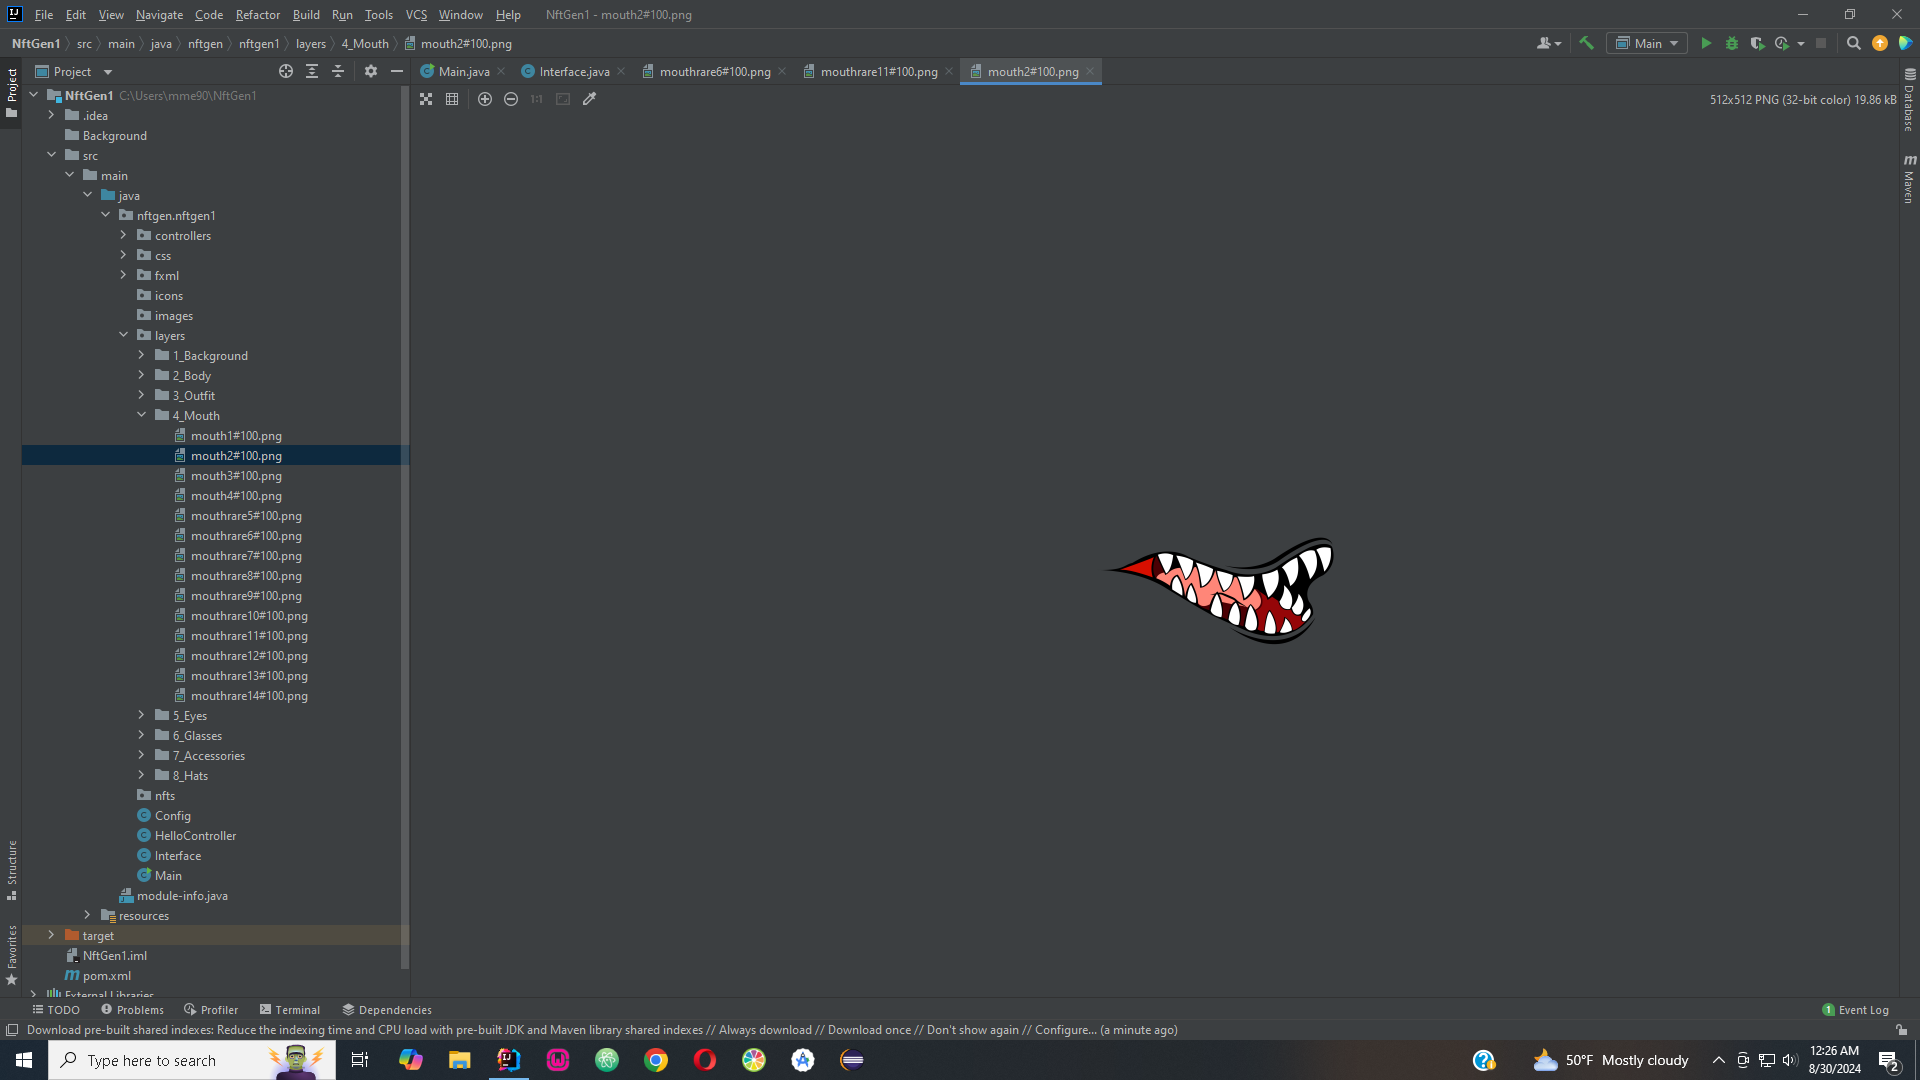 File Edit View Navigate Code Refactor Build Run Tools VCS Window Help NftGen1 - mouth2#100.png
NftGen1 src main java nftgen nftgen1 layers 4_Mouth mouth2#100.png Main
Project
Project
Main.java Interface.java mouthrare6#100.png mouthrare11#100.png mouth2#100.png
1:1
512x512 PNG (32-bit color) 19.86 kB
Database
Maven
NftGen1 C:\Users\mme90\NftGen1
.idea
Background
src
main
java
nftgen.nftgen1
controllers
css
fxml
icons
images
layers
1_Background
2_Body
3_Outfit
4_Mouth
mouth1#100.png
mouth2#100.png
mouth3#100.png
mouth4#100.png
mouthrare5#100.png
mouthrare6#100.png
mouthrare7#100.png
mouthrare8#100.png
mouthrare9#100.png
mouthrare10#100.png
mouthrare11#100.png
mouthrare12#100.png
mouthrare13#100.png
mouthrare14#100.png
5_Eyes
6_Glasses
7_Accessories
8_Hats
nfts
Config
HelloController
Interface
Main
module-info.java
resources
target
NftGen1.iml
pom.xml
External Libraries
Structure
Favorites
TODO Problems Profiler Terminal Dependencies 1 Event Log
Download pre-built shared indexes: Reduce the indexing time and CPU load with pre-built JDK and Maven library shared indexes // Always download // Download once // Don't show again // Configure... (a minute ago)
Type here to search
50°F Mostly cloudy
12:26 AM
8/30/2024
2